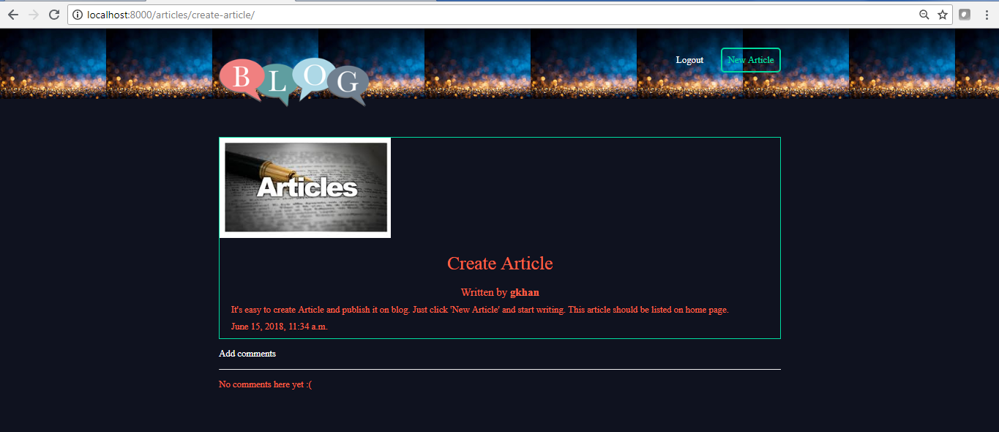 localhost:8000/articles/create-article/
BLOG
Logout
New Article
Articles
Create Article
Written by gkhan
It's easy to create Article and publish it on blog. Just click 'New Article' and start writing. This article should be listed on home page.
June 15, 2018, 11:34 a.m.
Add comments
No comments here yet :(